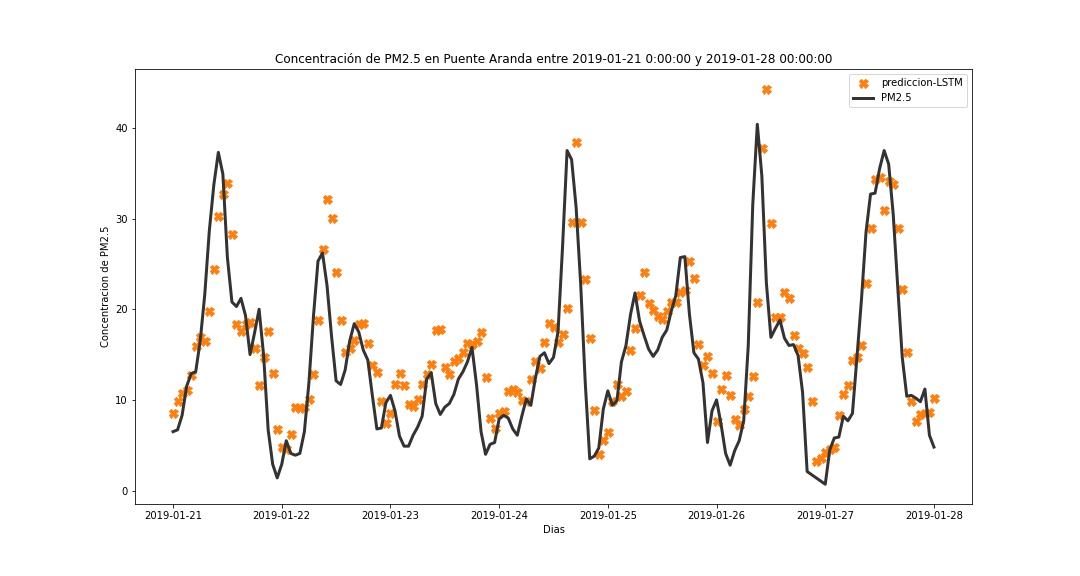 Concentración de PM2.5 en Puente Aranda entre 2019-01-21 0:00:00 y 2019-01-28 00:00:00
prediccion-LSTM
PM2.5
Concentracion de PM2.5
40
30
20
10
0
2019-01-21 2019-01-22 2019-01-23 2019-01-24 2019-01-25 2019-01-26 2019-01-27 2019-01-28
Dias